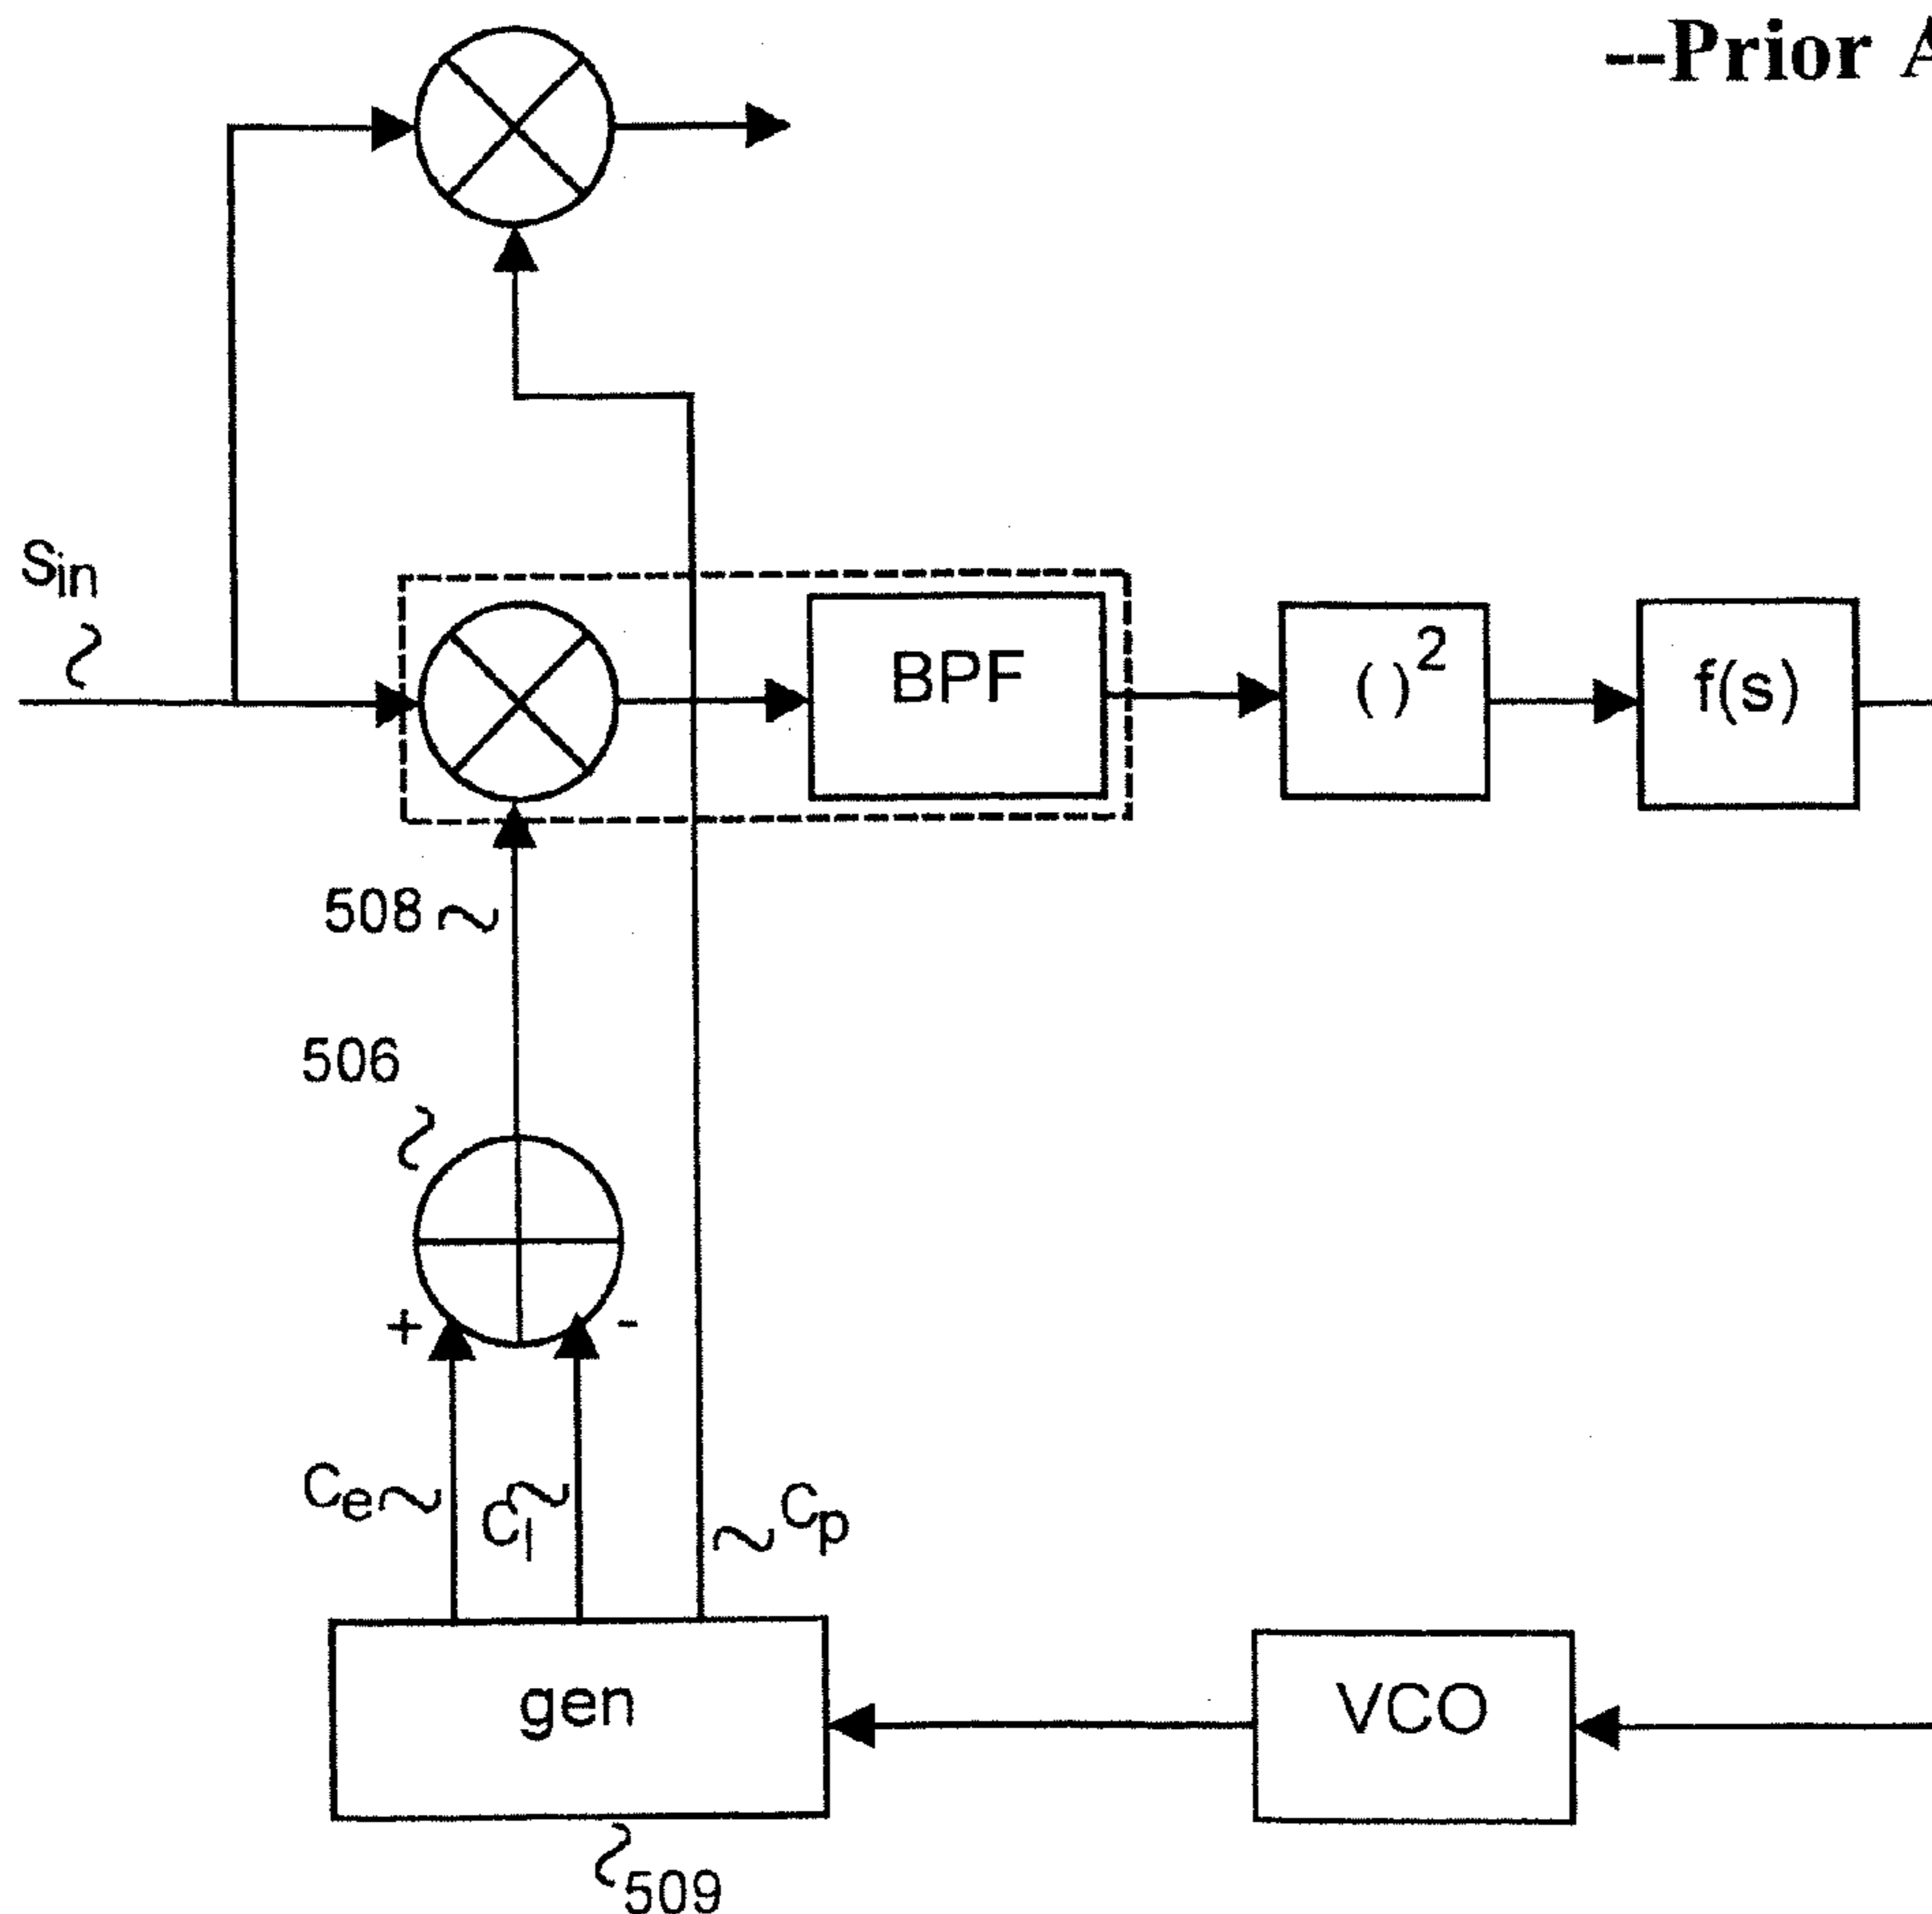 --Prior A
Sin
BPF
( )2
f(s)
508
506
+
-
Ce
Cl
Cp
gen
VCO
509